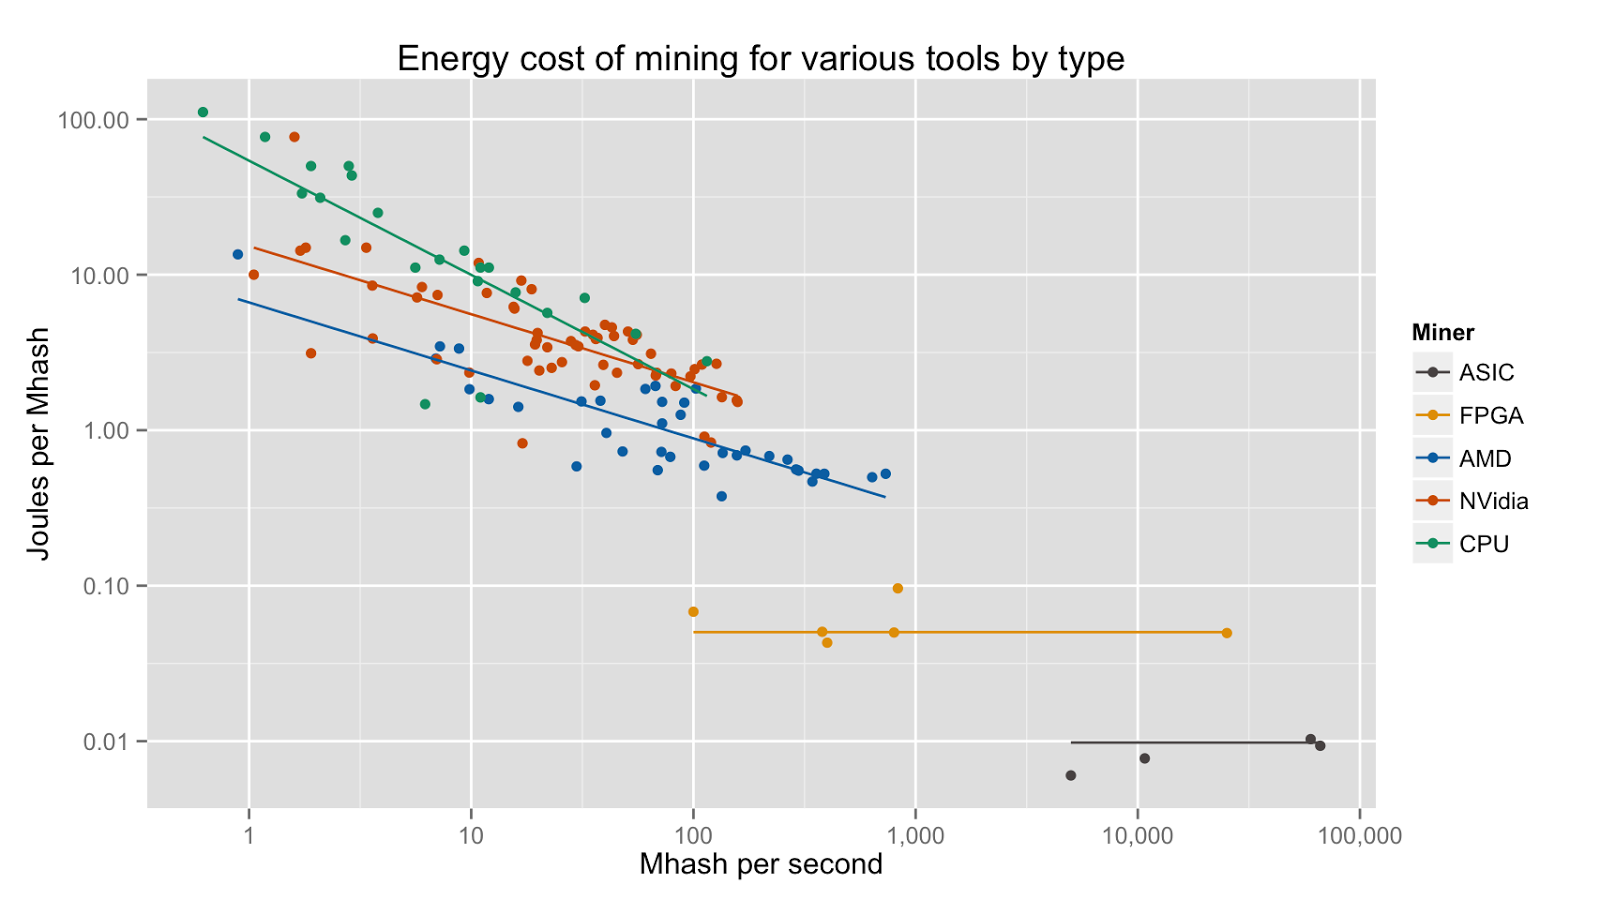 Energy cost of mining for various tools by type
100.00
10.00
1.00
0.10
0.01
Joules per Mhash
1 10 100 1,000 10,000 100,000
Mhash per second
Miner
ASIC
FPGA
AMD
NVidia
CPU